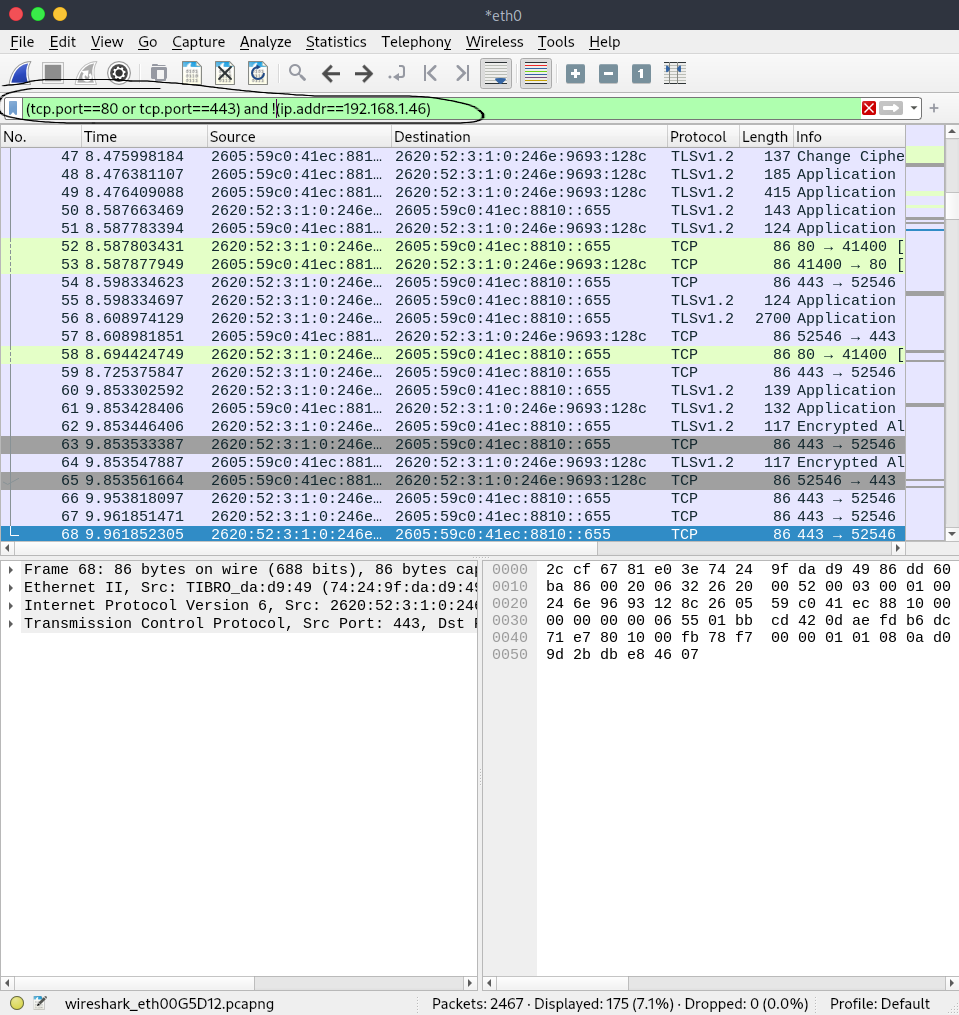 *eth0
File Edit View Go Capture Analyze Statistics Telephony Wireless Tools Help
(tcp.port==80 or tcp.port==443) and !(ip.addr==192.168.1.46)
No. Time Source Destination Protocol Length Info
47 8.475998184 2605:59c0:41ec:881… 2620:52:3:1:0:246e:9693:128c TLSv1.2 137 Change Ciphe
48 8.476381107 2605:59c0:41ec:881… 2620:52:3:1:0:246e:9693:128c TLSv1.2 185 Application
49 8.476409088 2605:59c0:41ec:881… 2620:52:3:1:0:246e:9693:128c TLSv1.2 415 Application
50 8.587663469 2620:52:3:1:0:246e… 2605:59c0:41ec:8810::655 TLSv1.2 143 Application
51 8.587783394 2605:59c0:41ec:881… 2620:52:3:1:0:246e:9693:128c TLSv1.2 124 Application
52 8.587803431 2620:52:3:1:0:246e… 2605:59c0:41ec:8810::655 TCP 86 80 → 41400 [
53 8.587877949 2605:59c0:41ec:881… 2620:52:3:1:0:246e:9693:128c TCP 86 41400 → 80 [
54 8.598334623 2620:52:3:1:0:246e… 2605:59c0:41ec:8810::655 TCP 86 443 → 52546
55 8.598334697 2620:52:3:1:0:246e… 2605:59c0:41ec:8810::655 TLSv1.2 124 Application
56 8.608974129 2620:52:3:1:0:246e… 2605:59c0:41ec:8810::655 TLSv1.2 2700 Application
57 8.608981851 2605:59c0:41ec:881… 2620:52:3:1:0:246e:9693:128c TCP 86 52546 → 443
58 8.694424749 2620:52:3:1:0:246e… 2605:59c0:41ec:8810::655 TCP 86 80 → 41400 [
59 8.725375847 2620:52:3:1:0:246e… 2605:59c0:41ec:8810::655 TCP 86 443 → 52546
60 9.853302592 2620:52:3:1:0:246e… 2605:59c0:41ec:8810::655 TLSv1.2 139 Application
61 9.853428406 2605:59c0:41ec:881… 2620:52:3:1:0:246e:9693:128c TLSv1.2 132 Application
62 9.853446406 2620:52:3:1:0:246e… 2605:59c0:41ec:8810::655 TLSv1.2 117 Encrypted Al
63 9.853533387 2620:52:3:1:0:246e… 2605:59c0:41ec:8810::655 TCP 86 443 → 52546
64 9.853547887 2605:59c0:41ec:881… 2620:52:3:1:0:246e:9693:128c TLSv1.2 117 Encrypted Al
65 9.853561664 2605:59c0:41ec:881… 2620:52:3:1:0:246e:9693:128c TCP 86 52546 → 443
66 9.953818097 2620:52:3:1:0:246e… 2605:59c0:41ec:8810::655 TCP 86 443 → 52546
67 9.961851471 2620:52:3:1:0:246e… 2605:59c0:41ec:8810::655 TCP 86 443 → 52546
68 9.961852305 2620:52:3:1:0:246e… 2605:59c0:41ec:8810::655 TCP 86 443 → 52546
Frame 68: 86 bytes on wire (688 bits), 86 bytes cap
Ethernet II, Src: TIBRO_da:d9:49 (74:24:9f:da:d9:49
Internet Protocol Version 6, Src: 2620:52:3:1:0:246
Transmission Control Protocol, Src Port: 443, Dst P
0000 2c cf 67 81 e0 3e 74 24 9f da d9 49 86 dd 60
0010 ba 86 00 20 06 32 26 20 00 52 00 03 00 01 00
0020 24 6e 96 93 12 8c 26 05 59 c0 41 ec 88 10 00
0030 00 00 00 00 06 55 01 bb cd 42 0d ae fd b6 dc
0040 71 e7 80 10 00 fb 78 f7 00 00 01 01 08 0a d0
0050 9d 2b db e8 46 07
wireshark_eth00G5D12.pcapng Packets: 2467 · Displayed: 175 (7.1%) · Dropped: 0 (0.0%) Profile: Default